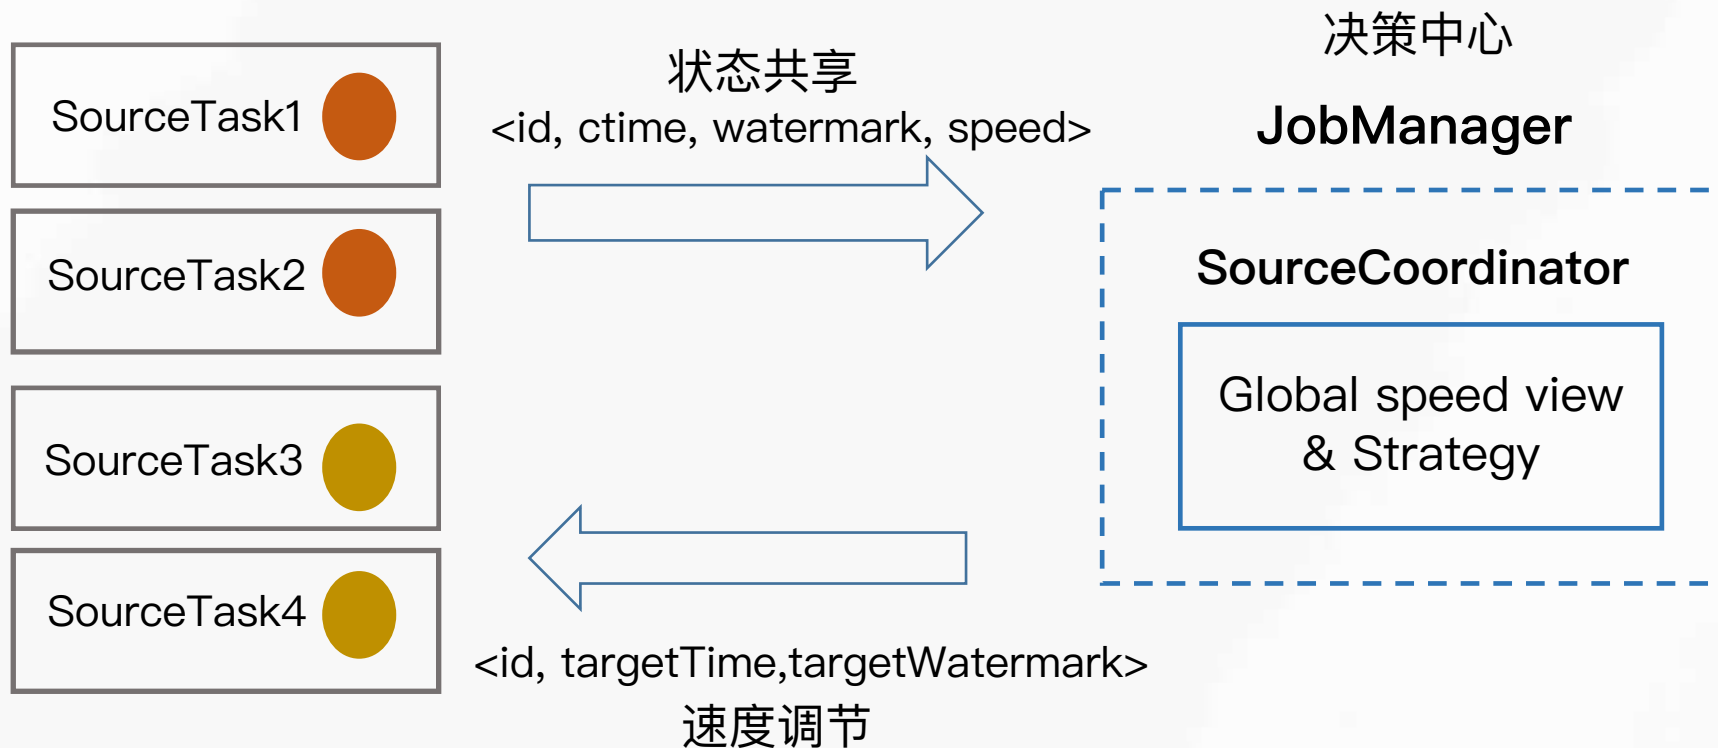 SourceTask1
SourceTask2
SourceTask3
SourceTask4
状态共享
<id, ctime, watermark, speed>
<id, targetTime,targetWatermark>
速度调节
决策中心
JobManager
SourceCoordinator
Global speed view
& Strategy